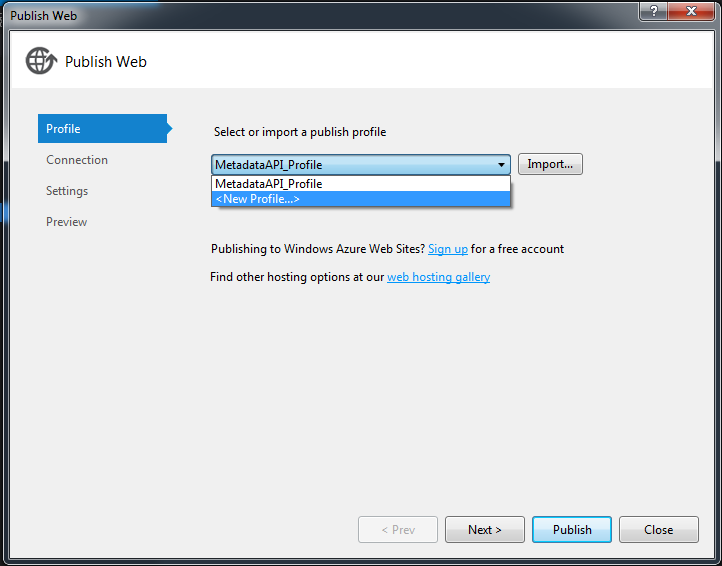 Publish Web
?
Publish Web
Profile
Connection
Settings
Preview
Select or import a publish profile
MetadataAPI_Profile
Import...
MetadataAPI_Profile
<New Profile...>
Publishing to Windows Azure Web Sites? Sign up for a free account
Find other hosting options at our web hosting gallery
< Prev
Next >
Publish
Close